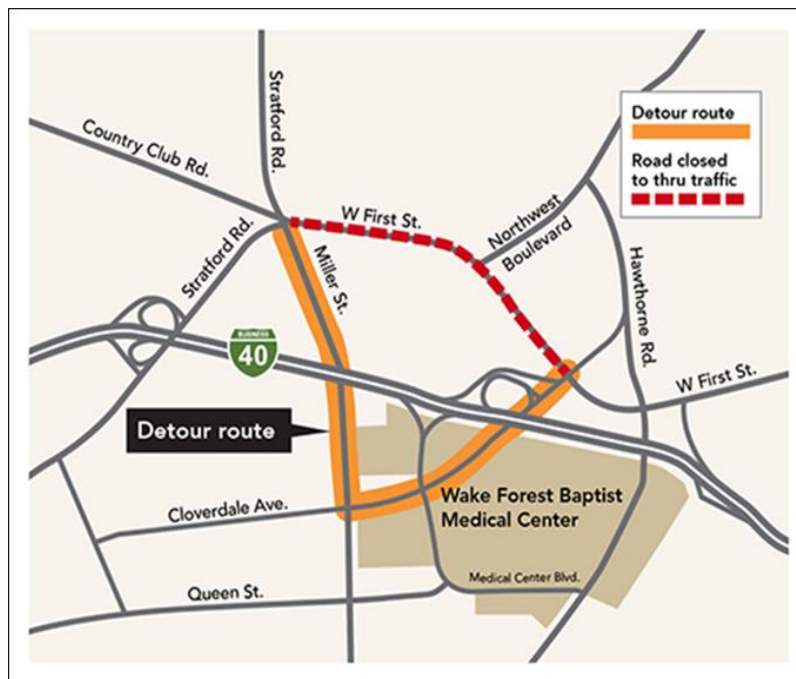 Detour route
Road closed
to thru traffic
Stratford Rd.
Country Club Rd.
W First St.
Northwest
Boulevard
Stratford Rd.
Miller St.
Hawthorne Rd.
BUSINESS
40
W First St.
Detour route
Wake Forest Baptist
Medical Center
Cloverdale Ave.
Medical Center Blvd.
Queen St.